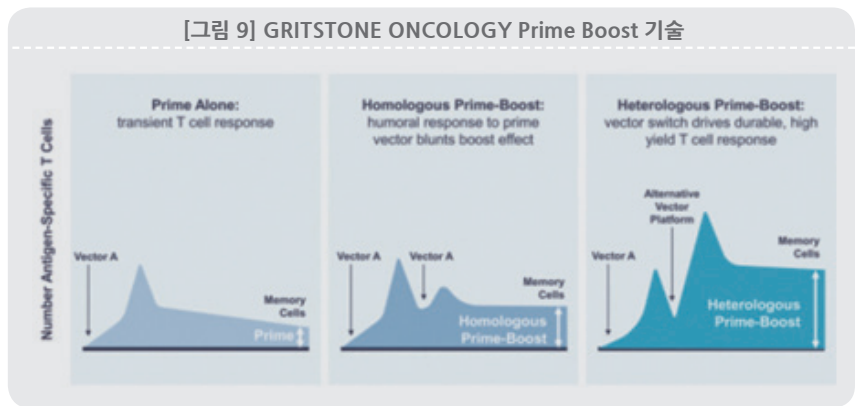 [그림 9] GRITSTONE ONCOLOGY Prime Boost 기술
Number Antigen-Specific T Cells
Prime Alone:
transient T cell response
Vector A
Memory
Cells
Prime
Homologous Prime-Boost:
humoral response to prime
vector blunts boost effect
Vector A
Vector A
Memory
Cells
Homologous
Prime-Boost
Heterologous Prime-Boost:
vector switch drives durable, high
yield T cell response
Alternative
Vector
Platform
Vector A
Memory
Cells
Heterologous
Prime-Boost